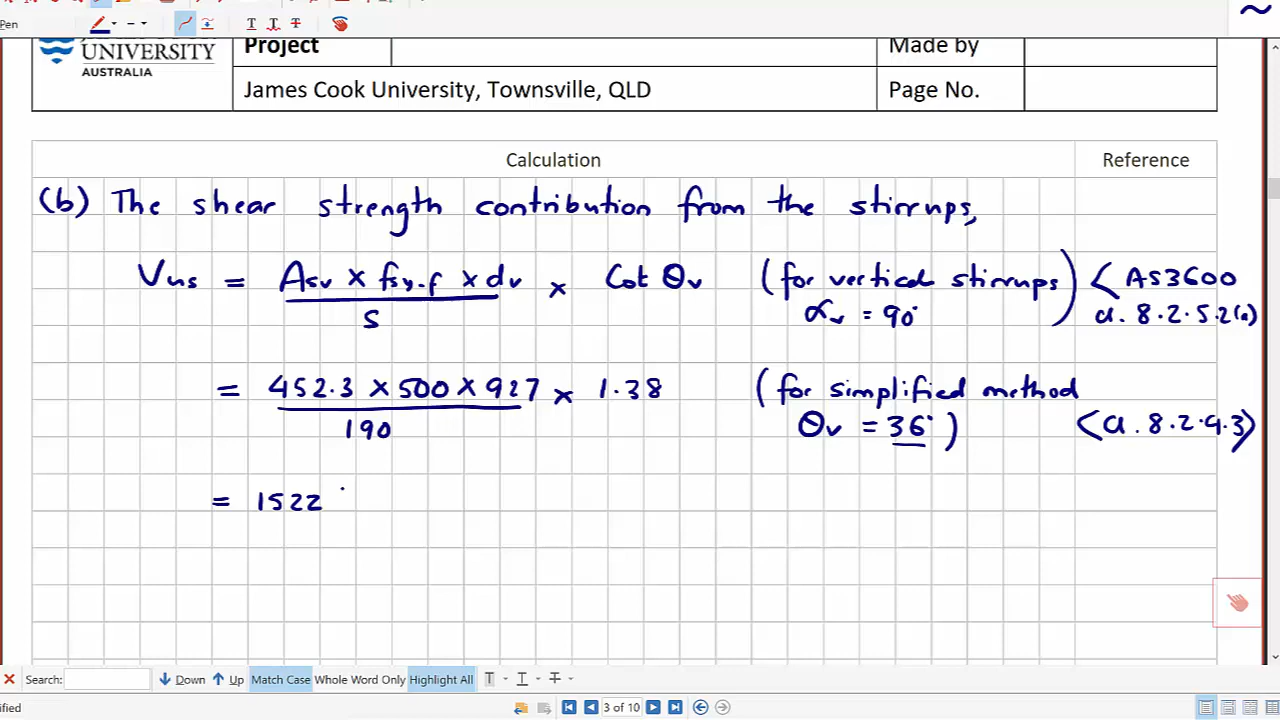 Pen
UNIVERSITY
AUSTRALIA
Project
Made by
James Cook University, Townsville, QLD
Page No.
Calculation
Reference
(b) The shear strength contribution from the stirrups,
Vus = Asv × fsy.f × dv / s × Cot θv (for vertical stirrups) <AS3600
αv = 90° cl. 8.2.5.2(a)
= 452.3 × 500 × 927 / 190 × 1.38 (for simplified method
θv = 36°) <cl. 8.2.4.3>
= 1522
Search: Down Up Match Case Whole Word Only Highlight All
ified
3 of 10